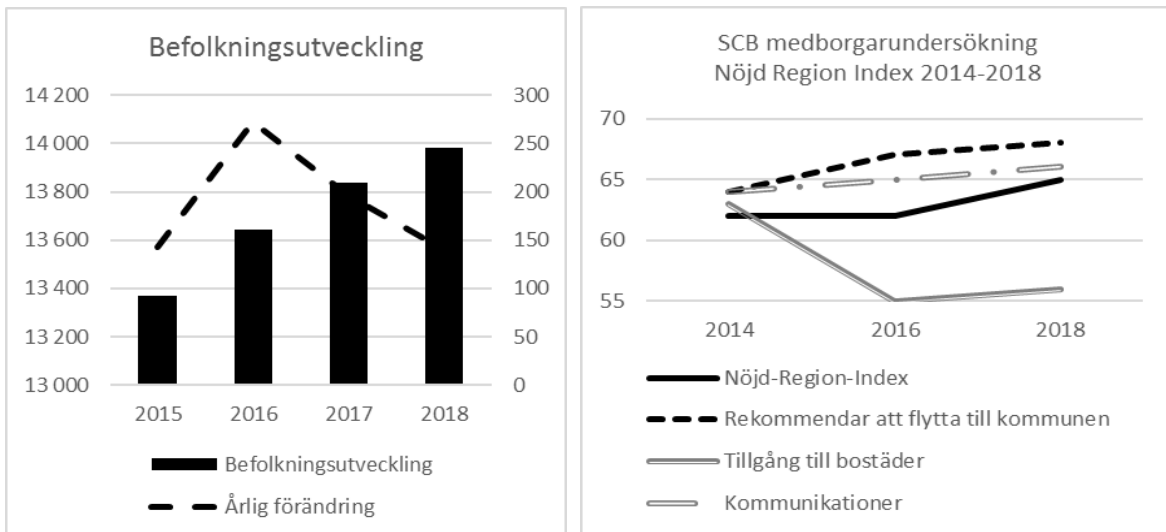 Befolkningsutveckling
14 200
14 000
13 800
13 600
13 400
13 200
13 000
300
250
200
150
100
50
0
2015 2016 2017 2018
Befolkningsutveckling
Årlig förändring
SCB medborgarundersökning
Nöjd Region Index 2014-2018
70
65
60
55
2014 2016 2018
Nöjd-Region-Index
Rekommendar att flytta till kommunen
Tillgång till bostäder
Kommunikationer